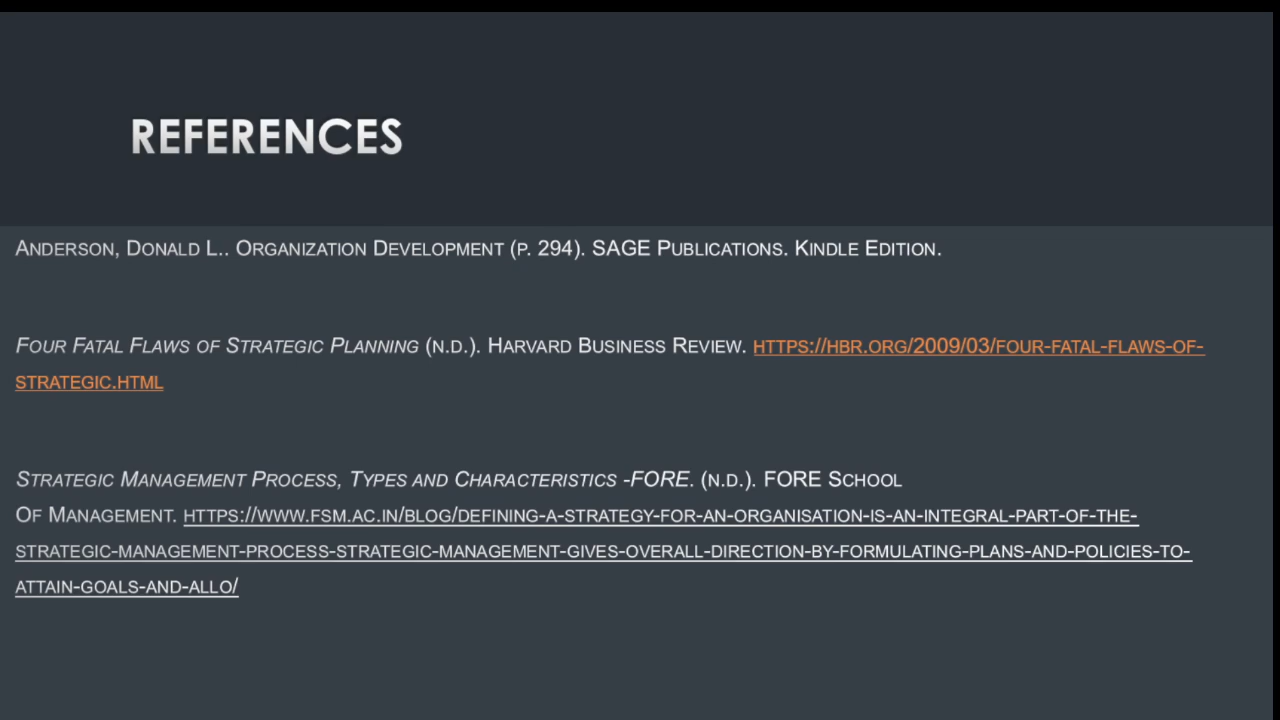 REFERENCES
Anderson, Donald L.. Organization Development (p. 294). SAGE Publications. Kindle Edition.
Four Fatal Flaws of Strategic Planning (n.d.). Harvard Business Review. https://hbr.org/2009/03/four-fatal-flaws-of-
strategic.html
Strategic Management Process, Types and Characteristics -FORE. (n.d.). FORE School
Of Management. https://www.fsm.ac.in/blog/defining-a-strategy-for-an-organisation-is-an-integral-part-of-the-
strategic-management-process-strategic-management-gives-overall-direction-by-formulating-plans-and-policies-to-
attain-goals-and-allo/